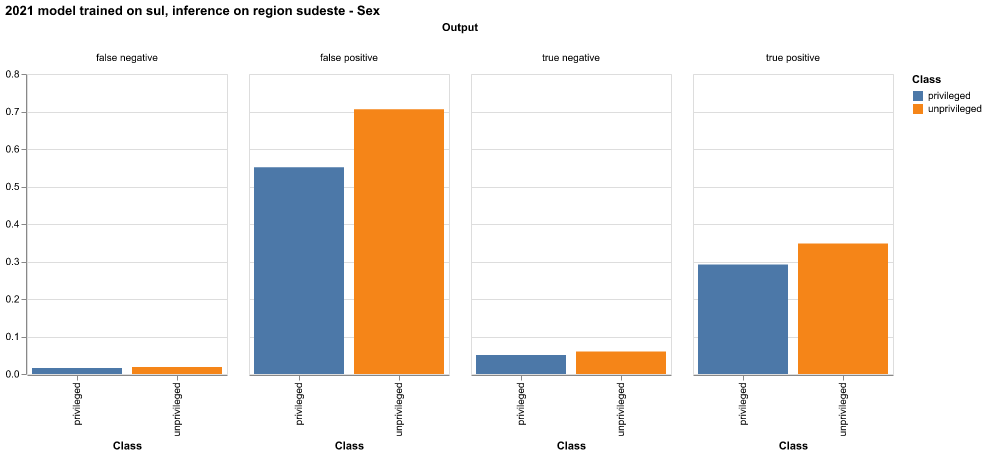 2021 model trained on sul, inference on region sudeste - Sex
Output
false negative
false positive
true negative
true positive
0.8
0.7
0.6
0.5
0.4
0.3
0.2
0.1
0.0
privileged
unprivileged
privileged
unprivileged
privileged
unprivileged
privileged
unprivileged
Class
Class
Class
Class
Class
privileged
unprivileged